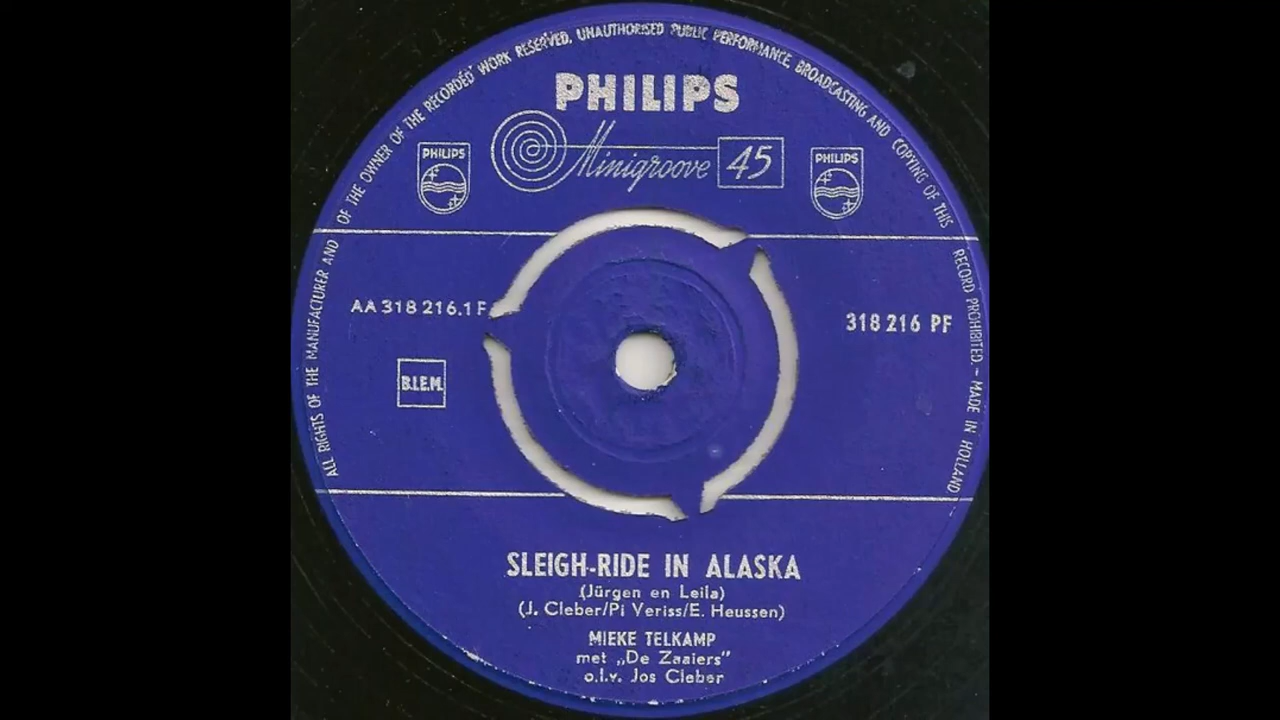 ALL RIGHTS OF THE MANUFACTURER AND OF THE OWNER OF THE RECORDED WORK RESERVED. UNAUTHORISED PUBLIC PERFORMANCE, BROADCASTING AND COPYING OF THIS RECORD PROHIBITED. ~ MADE IN HOLLAND
PHILIPS
Minigroove 45
PHILIPS
PHILIPS
AA 318 216.1 F
318 216 PF
B.I.E.M.
SLEIGH-RIDE IN ALASKA
(Jürgen en Leila)
(J. Cleber/Pi Veriss/E. Heussen)
MIEKE TELKAMP
met „De Zaaiers"
o.l.v. Jos Cleber